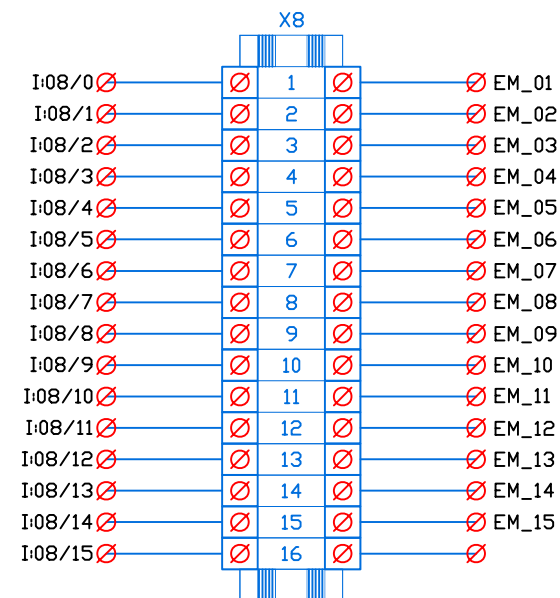 X8
I:08/0 1 EM_01
I:08/1 2 EM_02
I:08/2 3 EM_03
I:08/3 4 EM_04
I:08/4 5 EM_05
I:08/5 6 EM_06
I:08/6 7 EM_07
I:08/7 8 EM_08
I:08/8 9 EM_09
I:08/9 10 EM_10
I:08/10 11 EM_11
I:08/11 12 EM_12
I:08/12 13 EM_13
I:08/13 14 EM_14
I:08/14 15 EM_15
I:08/15 16